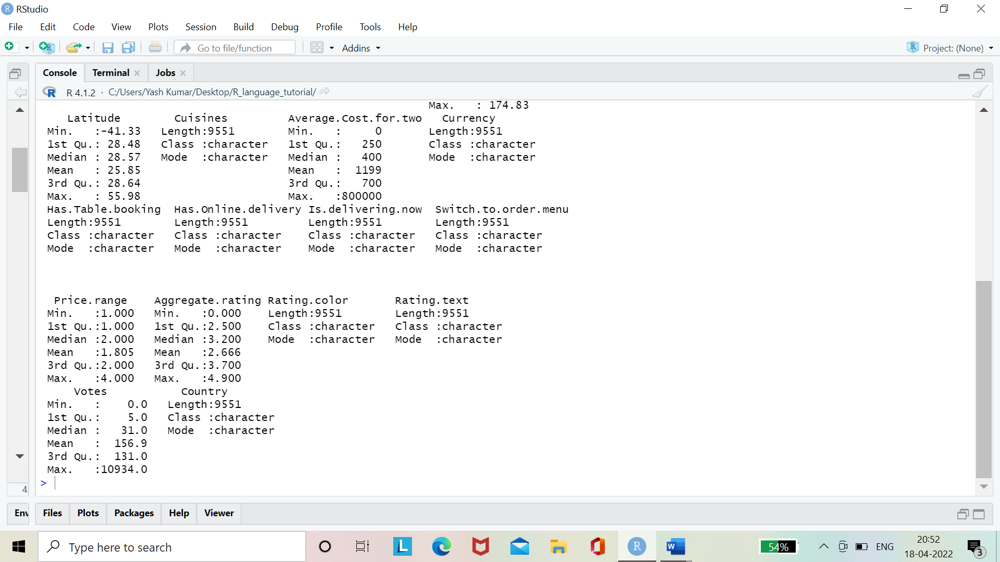 RStudio
File Edit Code View Plots Session Build Debug Profile Tools Help
Go to file/function Addins Project: (None)
Console Terminal Jobs
R 4.1.2 · C:/Users/Yash Kumar/Desktop/R_language_tutorial/
Max. : 174.83
Latitude Cuisines Average.Cost.for.two Currency
Min. :-41.33 Length:9551 Min. : 0 Length:9551
1st Qu.: 28.48 Class :character 1st Qu.: 250 Class :character
Median : 28.57 Mode :character Median : 400 Mode :character
Mean : 25.85 Mean : 1199
3rd Qu.: 28.64 3rd Qu.: 700
Max. : 55.98 Max. :800000
Has.Table.booking Has.Online.delivery Is.delivering.now Switch.to.order.menu
Length:9551 Length:9551 Length:9551 Length:9551
Class :character Class :character Class :character Class :character
Mode :character Mode :character Mode :character Mode :character
Price.range Aggregate.rating Rating.color Rating.text
Min. :1.000 Min. :0.000 Length:9551 Length:9551
1st Qu.:1.000 1st Qu.:2.500 Class :character Class :character
Median :2.000 Median :3.200 Mode :character Mode :character
Mean :1.805 Mean :2.666
3rd Qu.:2.000 3rd Qu.:3.700
Max. :4.000 Max. :4.900
Votes Country
Min. : 0.0 Length:9551
1st Qu.: 5.0 Class :character
Median : 31.0 Mode :character
Mean : 156.9
3rd Qu.: 131.0
Max. :10934.0
>
4
Env Files Plots Packages Help Viewer
Type here to search
54% ENG
20:52
18-04-2022
3